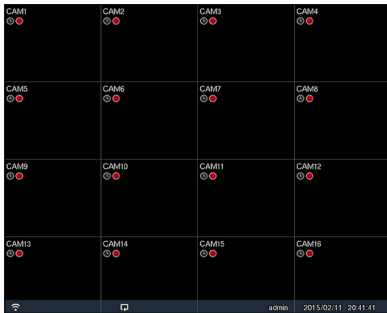 CAM1 CAM2 CAM3 CAM4
CAM5 CAM6 CAM7 CAM8
CAM9 CAM10 CAM11 CAM12
CAM13 CAM14 CAM15 CAM16
admin 2015/02/11 20:41:41